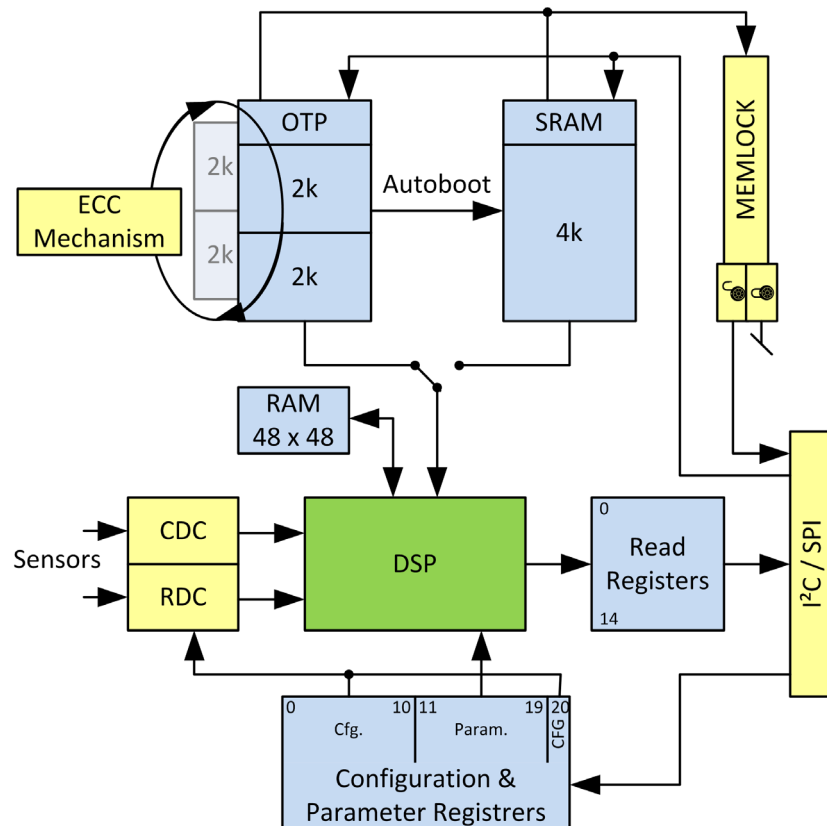 OTP
SRAM
MEMLOCK
2k
2k
ECC
Mechanism
Autoboot
4k
2k
2k
RAM
48 x 48
CDC
RDC
Sensors
DSP
0
Read
Registers
14
I²C / SPI
0
10
11
19
20
Cfg.
Param.
CFG
Configuration &
Parameter Registrers